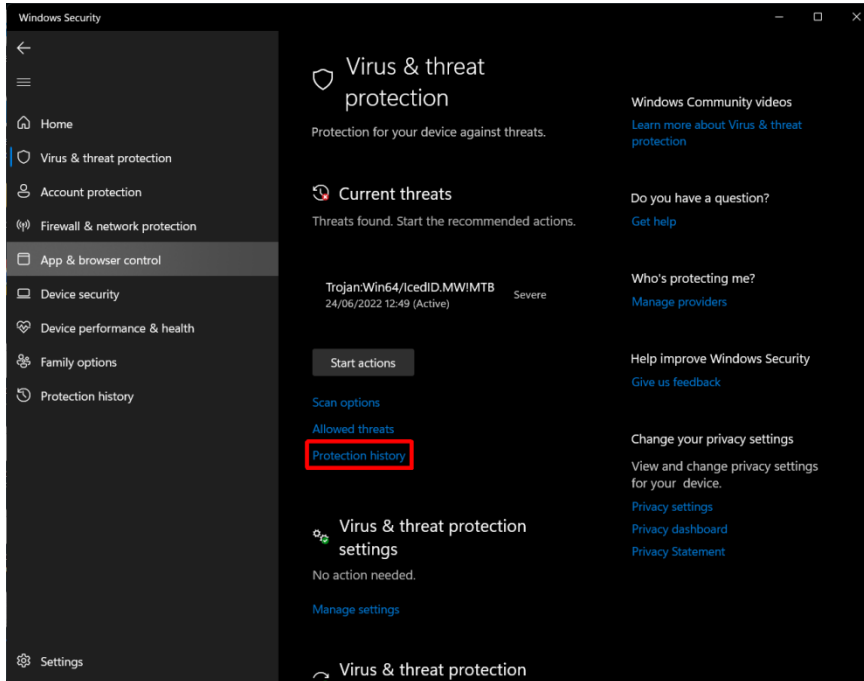 Windows Security
Home
Virus & threat protection
Account protection
Firewall & network protection
App & browser control
Device security
Device performance & health
Family options
Protection history
Settings
Virus & threat
protection
Protection for your device against threats.
Current threats
Threats found. Start the recommended actions.
Trojan:Win64/IcedID.MW!MTB
24/06/2022 12:49 (Active)
Severe
Start actions
Scan options
Allowed threats
Protection history
Virus & threat protection
settings
No action needed.
Manage settings
Virus & threat protection
Windows Community videos
Learn more about Virus & threat
protection
Do you have a question?
Get help
Who's protecting me?
Manage providers
Help improve Windows Security
Give us feedback
Change your privacy settings
View and change privacy settings
for your device.
Privacy settings
Privacy dashboard
Privacy Statement